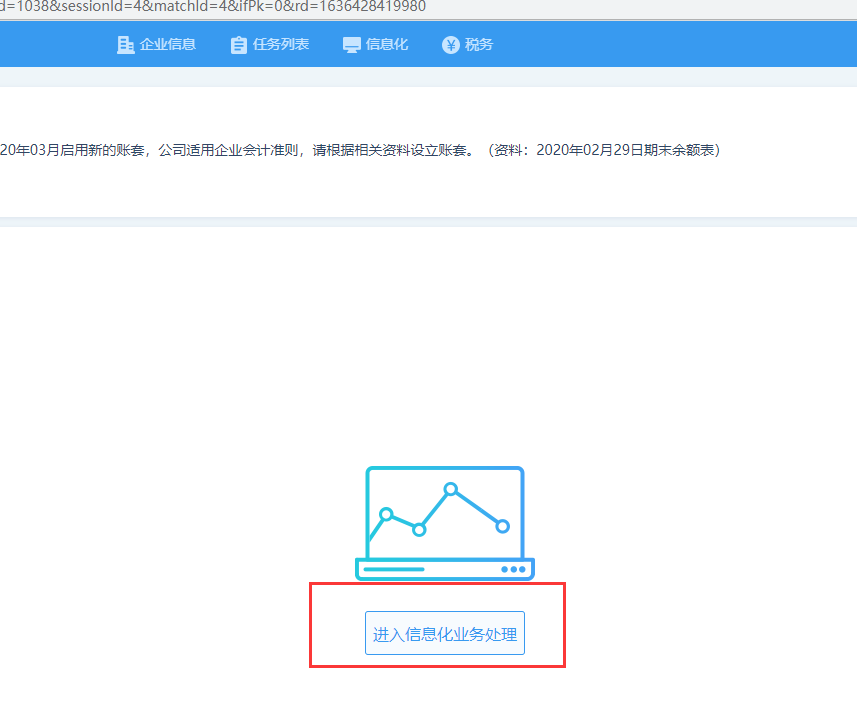 d=1038&sessionId=4&matchId=4&ifPk=0&rd=1636428419980
企业信息 任务列表 信息化 税务
20年03月启用新的账套，公司适用企业会计准则，请根据相关资料设立账套。（资料：2020年02月29日期末余额表）
进入信息化业务处理